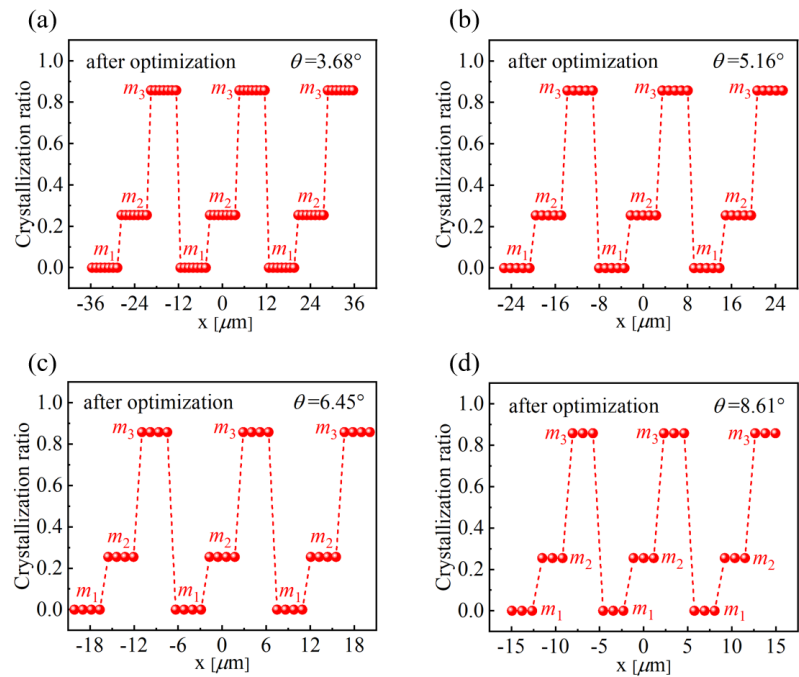 (a)
after optimization θ=3.68°
Crystallization ratio
1.0
0.8
0.6
0.4
0.2
0.0
m3 m3 m3
m2 m2 m2
m1 m1 m1
-36 -24 -12 0 12 24 36
x [μm]
(b)
after optimization θ=5.16°
Crystallization ratio
1.0
0.8
0.6
0.4
0.2
0.0
m3 m3 m3
m2 m2 m2
m1 m1 m1
-24 -16 -8 0 8 16 24
x [μm]
(c)
after optimization θ=6.45°
Crystallization ratio
1.0
0.8
0.6
0.4
0.2
0.0
m3 m3 m3
m2 m2 m2
m1 m1 m1
-18 -12 -6 0 6 12 18
x [μm]
(d)
after optimization θ=8.61°
Crystallization ratio
1.0
0.8
0.6
0.4
0.2
0.0
m3 m3 m3
m2 m2 m2
m1 m1 m1
-15 -10 -5 0 5 10 15
x [μm]